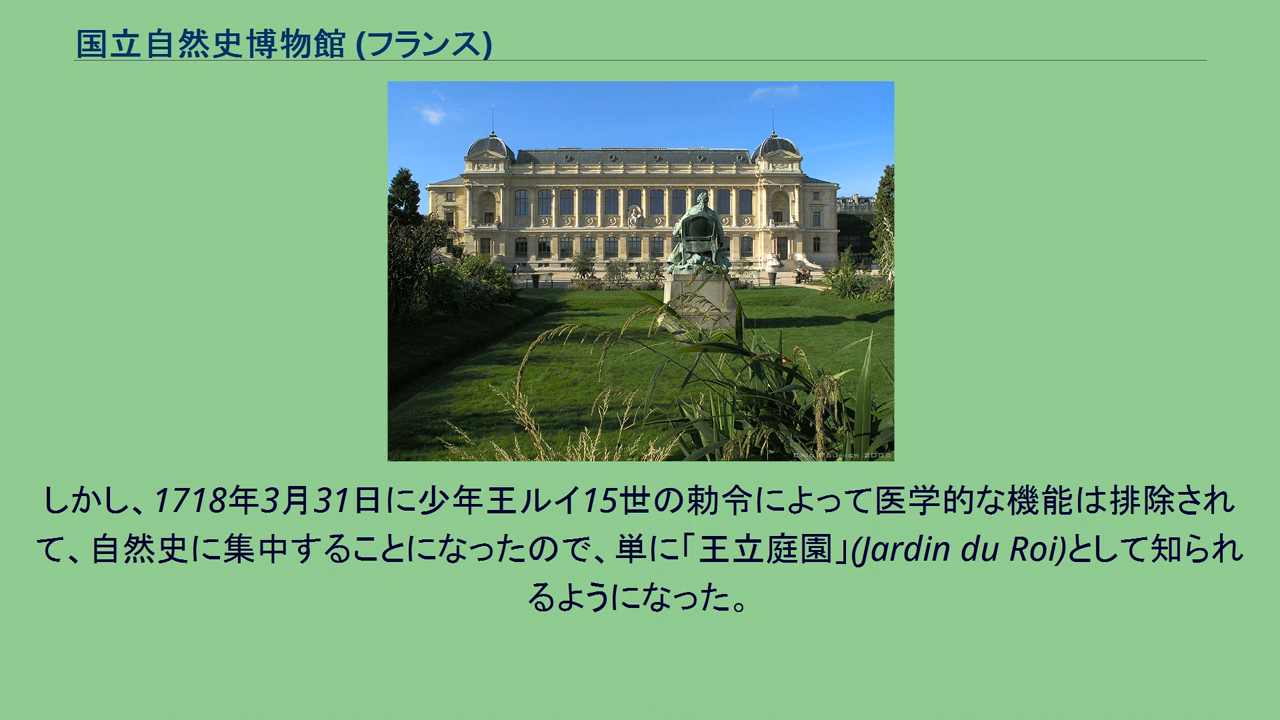 国立自然史博物館 (フランス)
しかし、1718年3月31日に少年王ルイ15世の勅令によって医学的な機能は排除され
て、自然史に集中することになったので、単に「王立庭園」(Jardin du Roi)として知られ
るようになった。